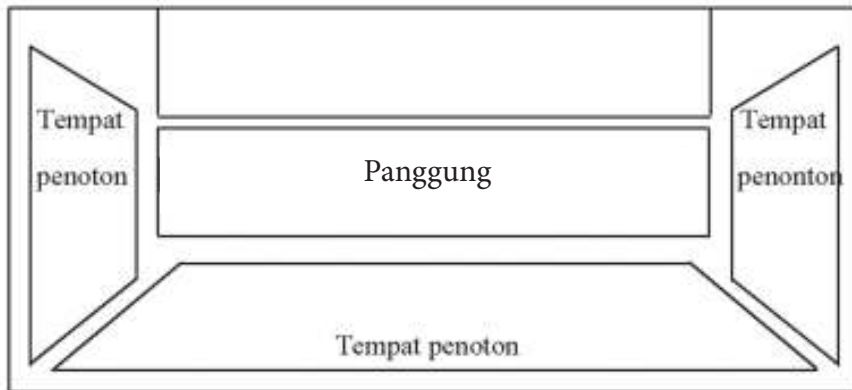 Tempat
penoton
Panggung
Tempat
penonton
Tempat penoton